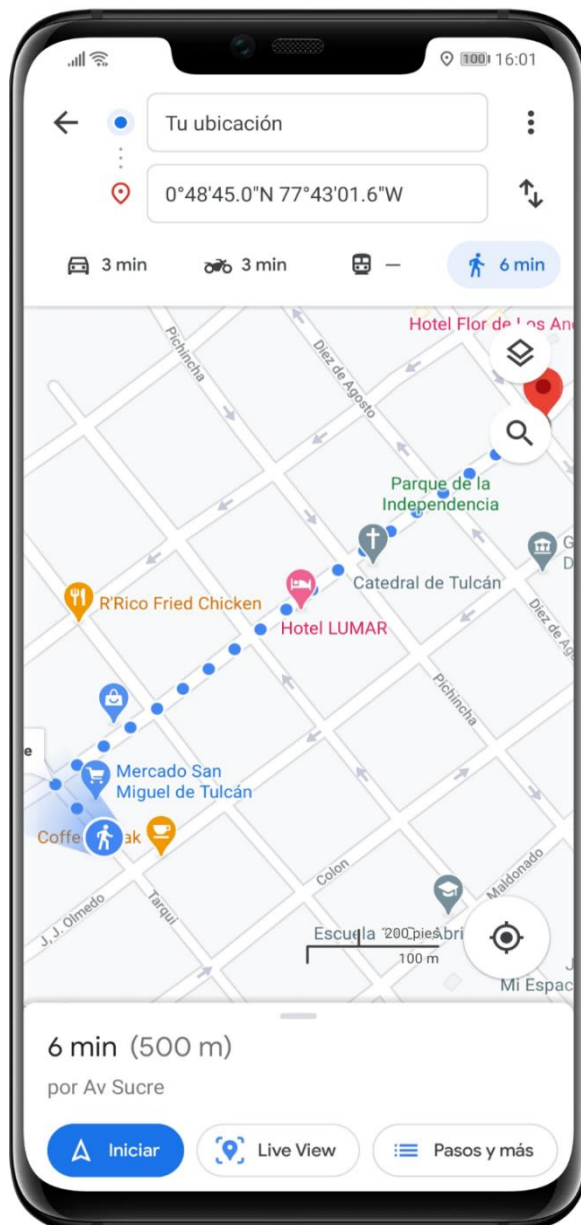 100 16:01
Tu ubicación
0°48'45.0"N 77°43'01.6"W
3 min
3 min
—
6 min
Hotel Flor de Los An
Pichincha
Diez de Agosto
Parque de la
Independencia
Catedral de Tulcán
G
D
R'Rico Fried Chicken
Hotel LUMAR
Diez de Ag
Pichincha
e
Mercado San
Miguel de Tulcán
Coffe ak
Colon
Maldonado
J, J. Olmedo
Tarqui
Escuela
200 pies
Abri
100 m
J
Mi Espac
6 min (500 m)
por Av Sucre
Iniciar
Live View
Pasos y más